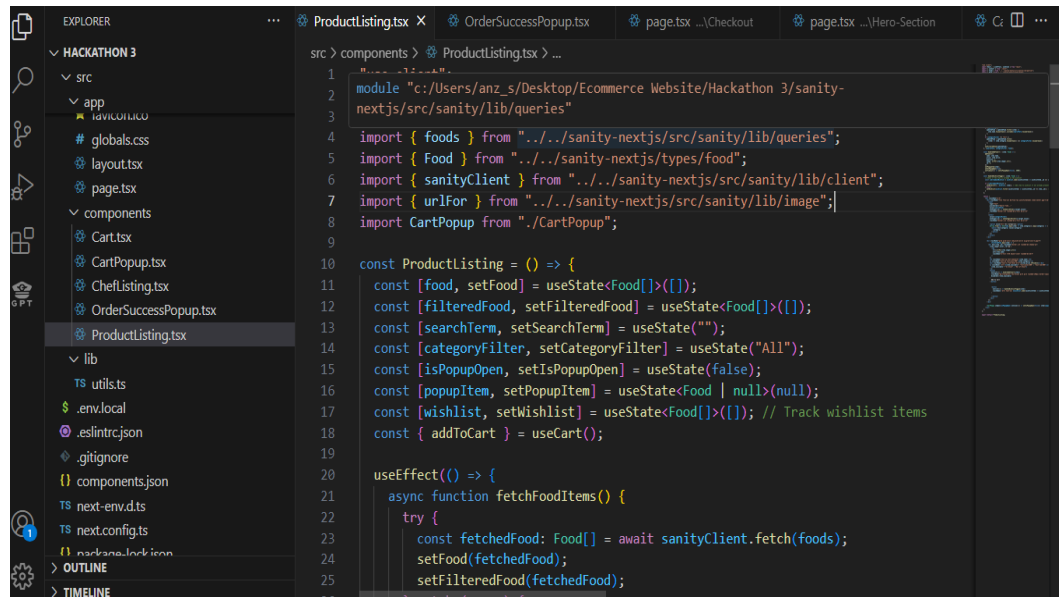 EXPLORER
···
ProductListing.tsx ×
OrderSuccessPopup.tsx
page.tsx ...\Checkout
page.tsx ...\Hero-Section
···
HACKATHON 3
src > components > ProductListing.tsx > ...
src
app
favicon.ico
# globals.css
layout.tsx
page.tsx
components
Cart.tsx
CartPopup.tsx
ChefListing.tsx
OrderSuccessPopup.tsx
ProductListing.tsx
lib
TS utils.ts
$ .env.local
.eslintrc.json
.gitignore
{} components.json
TS next-env.d.ts
TS next.config.ts
{} package-lock.json
> OUTLINE
> TIMELINE
GPT
1
1 "use client";
2
3
module "c:/Users/anz_s/Desktop/Ecommerce Website/Hackathon 3/sanity-
nextjs/src/sanity/lib/queries"
4 import { foods } from "../../sanity-nextjs/src/sanity/lib/queries";
5 import { Food } from "../../sanity-nextjs/types/food";
6 import { sanityClient } from "../../sanity-nextjs/src/sanity/lib/client";
7 import { urlFor } from "../../sanity-nextjs/src/sanity/lib/image";
8 import CartPopup from "./CartPopup";
9
10 const ProductListing = () => {
11 const [food, setFood] = useState<Food[]>([]);
12 const [filteredFood, setFilteredFood] = useState<Food[]>([]);
13 const [searchTerm, setSearchTerm] = useState("");
14 const [categoryFilter, setCategoryFilter] = useState("All");
15 const [isPopupOpen, setIsPopupOpen] = useState(false);
16 const [popupItem, setPopupItem] = useState<Food | null>(null);
17 const [wishlist, setWishlist] = useState<Food[]>([]); // Track wishlist items
18 const { addToCart } = useCart();
19
20 useEffect(() => {
21 async function fetchFoodItems() {
22 try {
23 const fetchedFood: Food[] = await sanityClient.fetch(foods);
24 setFood(fetchedFood);
25 setFilteredFood(fetchedFood);